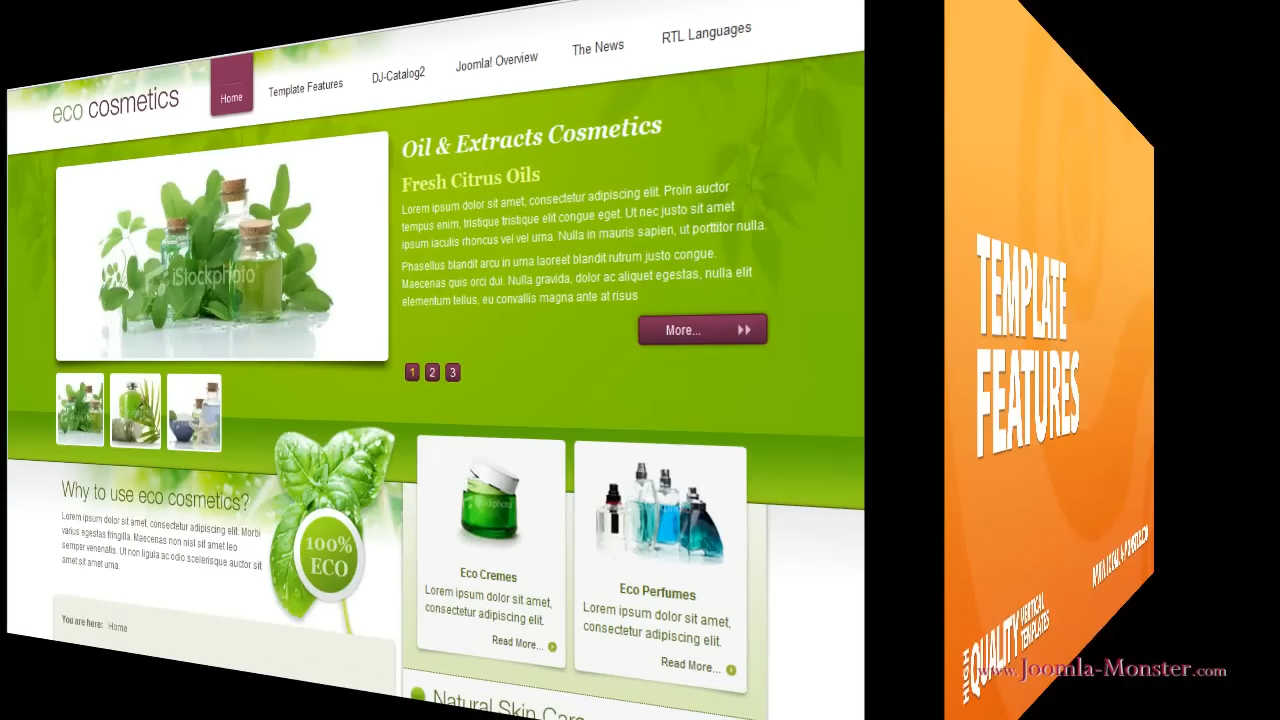 eco cosmetics
Home
Template Features
DJ-Catalog2
Joomla! Overview
The News
RTL Languages
iStockphoto
Oil & Extracts Cosmetics
Fresh Citrus Oils
Lorem ipsum dolor sit amet, consectetur adipiscing elit. Proin auctor
tempus enim, tristique tristique elit congue eget. Ut nec justo sit amet
ipsum iaculis rhoncus vel vel urna. Nulla in mauris sapien, ut porttitor nulla.
Phasellus blandit arcu in urna laoreet blandit rutrum justo congue.
Maecenas quis orci dui. Nulla gravida, dolor ac aliquet egestas, nulla elit
elementum tellus, eu convallis magna ante at risus
More...
1 2 3
Why to use eco cosmetics?
Lorem ipsum dolor sit amet, consectetur adipiscing elit. Morbi
varius egestas fringilla. Maecenas non nisl sit amet leo
semper venenatis. Ut non ligula ac odio scelerisque auctor sit
amet sit amet urna.
100%
ECO
You are here: Home
Eco Cremes
Lorem ipsum dolor sit amet,
consectetur adipiscing elit.
Read More...
Eco Perfumes
Lorem ipsum dolor sit amet,
consectetur adipiscing elit.
Read More...
Natural Skin Care
TEMPLATE
FEATURES
WWW.JOOMLA-MONSTER.COM
HIGH
QUALITY
VERTICAL
TEMPLATES
www.Joomla-Monster.com